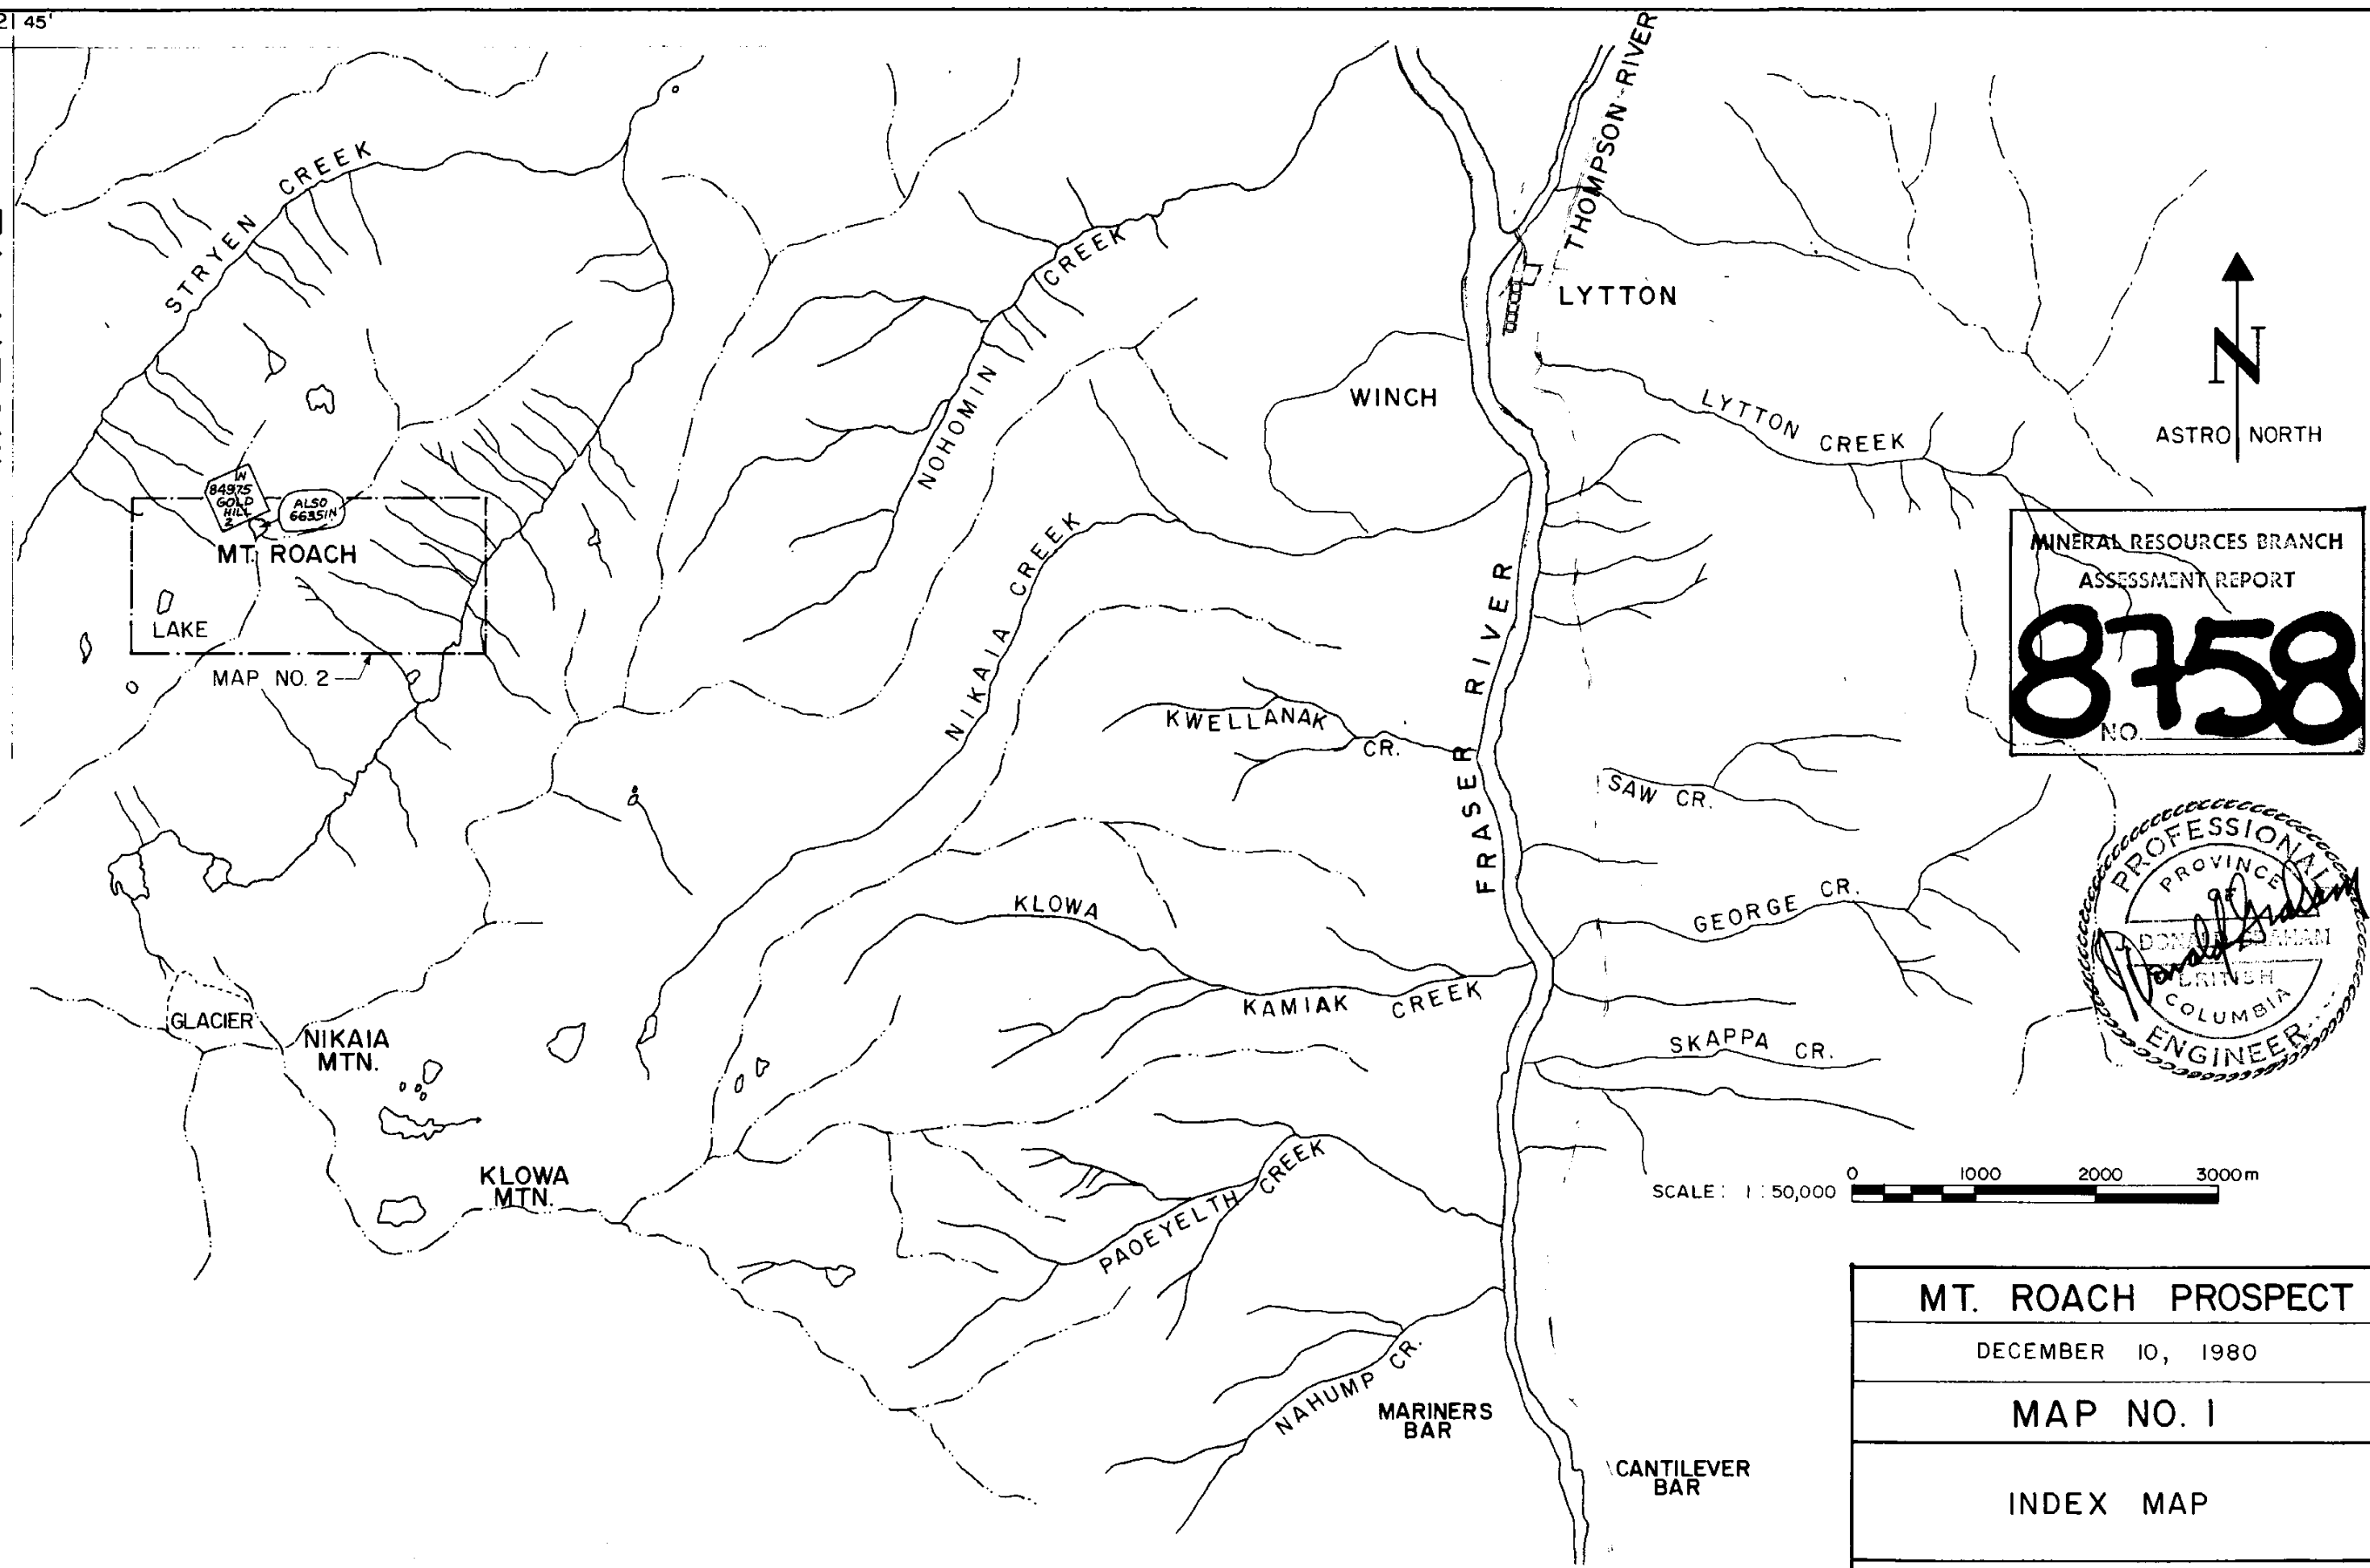 45'
THOMPSON RIVER
STRYEN CREEK
NOHOMIN CREEK
LYTTON
WINCH
LYTTON CREEK
N
ASTRO NORTH
N
84975
GOLD
HILL
2
ALSO
66351N
MT. ROACH
LAKE
MAP NO. 2
NIKAIA CREEK
FRASER RIVER
KWELLANAK CR.
MINERAL RESOURCES BRANCH
ASSESSMENT REPORT
8758
NO.
SAW CR.
PROFESSIONAL
PROVINCE
OF
J. DONALD GRAHAM
BRITISH
COLUMBIA
ENGINEER
J Donald Graham
KLOWA
GEORGE CR.
KAMIAK CREEK
GLACIER
NIKAIA
MTN.
SKAPPA CR.
KLOWA
MTN.
PAOEYELTH CREEK
SCALE: 1:50,000
0 1000 2000 3000m
NAHUMP CR.
MARINERS
BAR
CANTILEVER
BAR
MT. ROACH PROSPECT
DECEMBER 10, 1980
MAP NO. 1
INDEX MAP